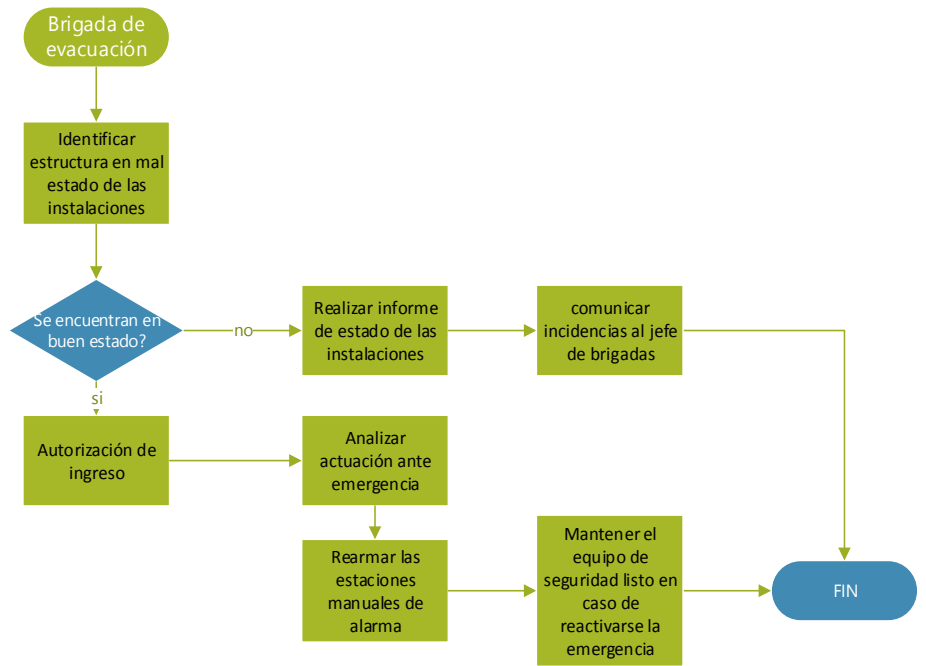 Brigada de
evacuación
Identificar
estructura en mal
estado de las
instalaciones
Se encuentran en
buen estado?
no
Realizar informe
de estado de las
instalaciones
comunicar
incidencias al jefe
de brigadas
si
Autorización de
ingreso
Analizar
actuación ante
emergencia
Rearmar las
estaciones
manuales de
alarma
Mantener el
equipo de
seguridad listo en
caso de
reactivarse la
emergencia
FIN